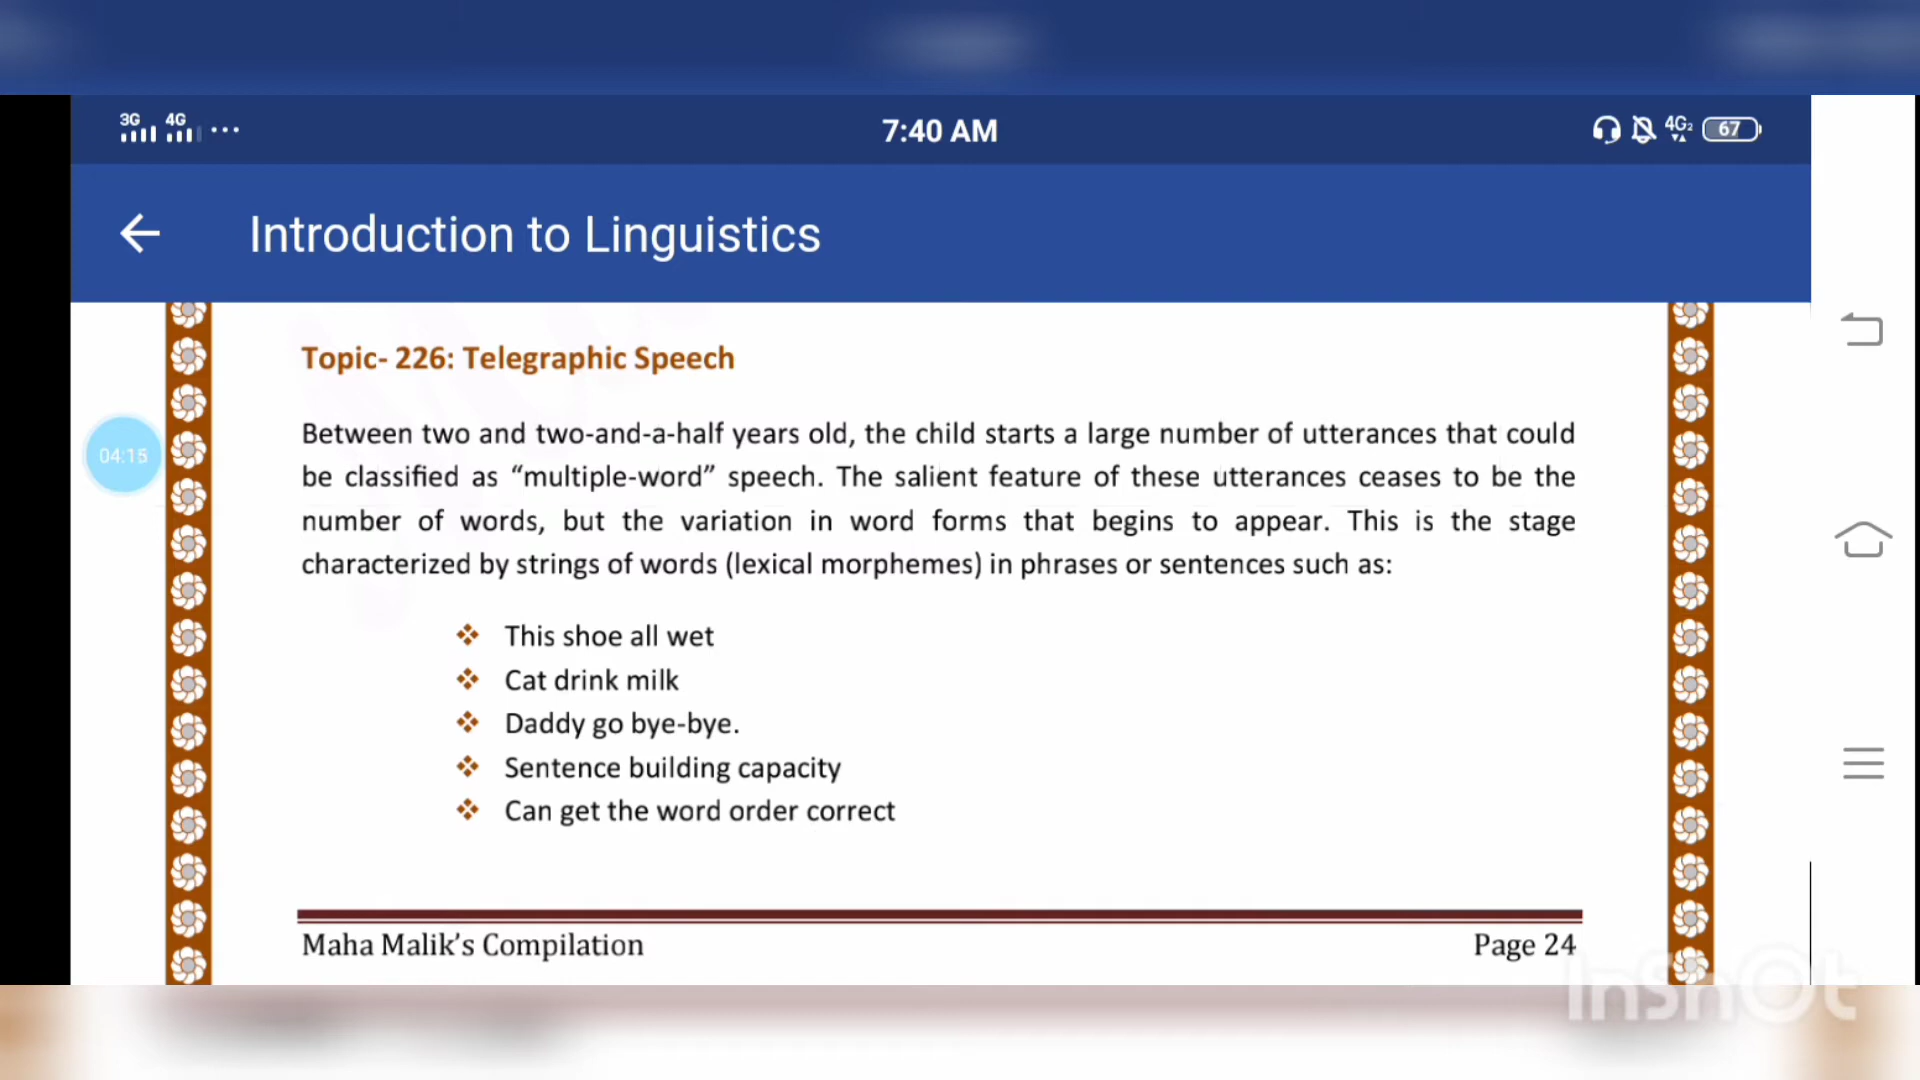 3G 4G ...
7:40 AM
4G2 67
Introduction to Linguistics
Topic- 226: Telegraphic Speech
04:15
Between two and two-and-a-half years old, the child starts a large number of utterances that could
be classified as “multiple-word” speech. The salient feature of these utterances ceases to be the
number of words, but the variation in word forms that begins to appear. This is the stage
characterized by strings of words (lexical morphemes) in phrases or sentences such as:
❖ This shoe all wet
❖ Cat drink milk
❖ Daddy go bye-bye.
❖ Sentence building capacity
❖ Can get the word order correct
Maha Malik’s Compilation
Page 24
InShOt